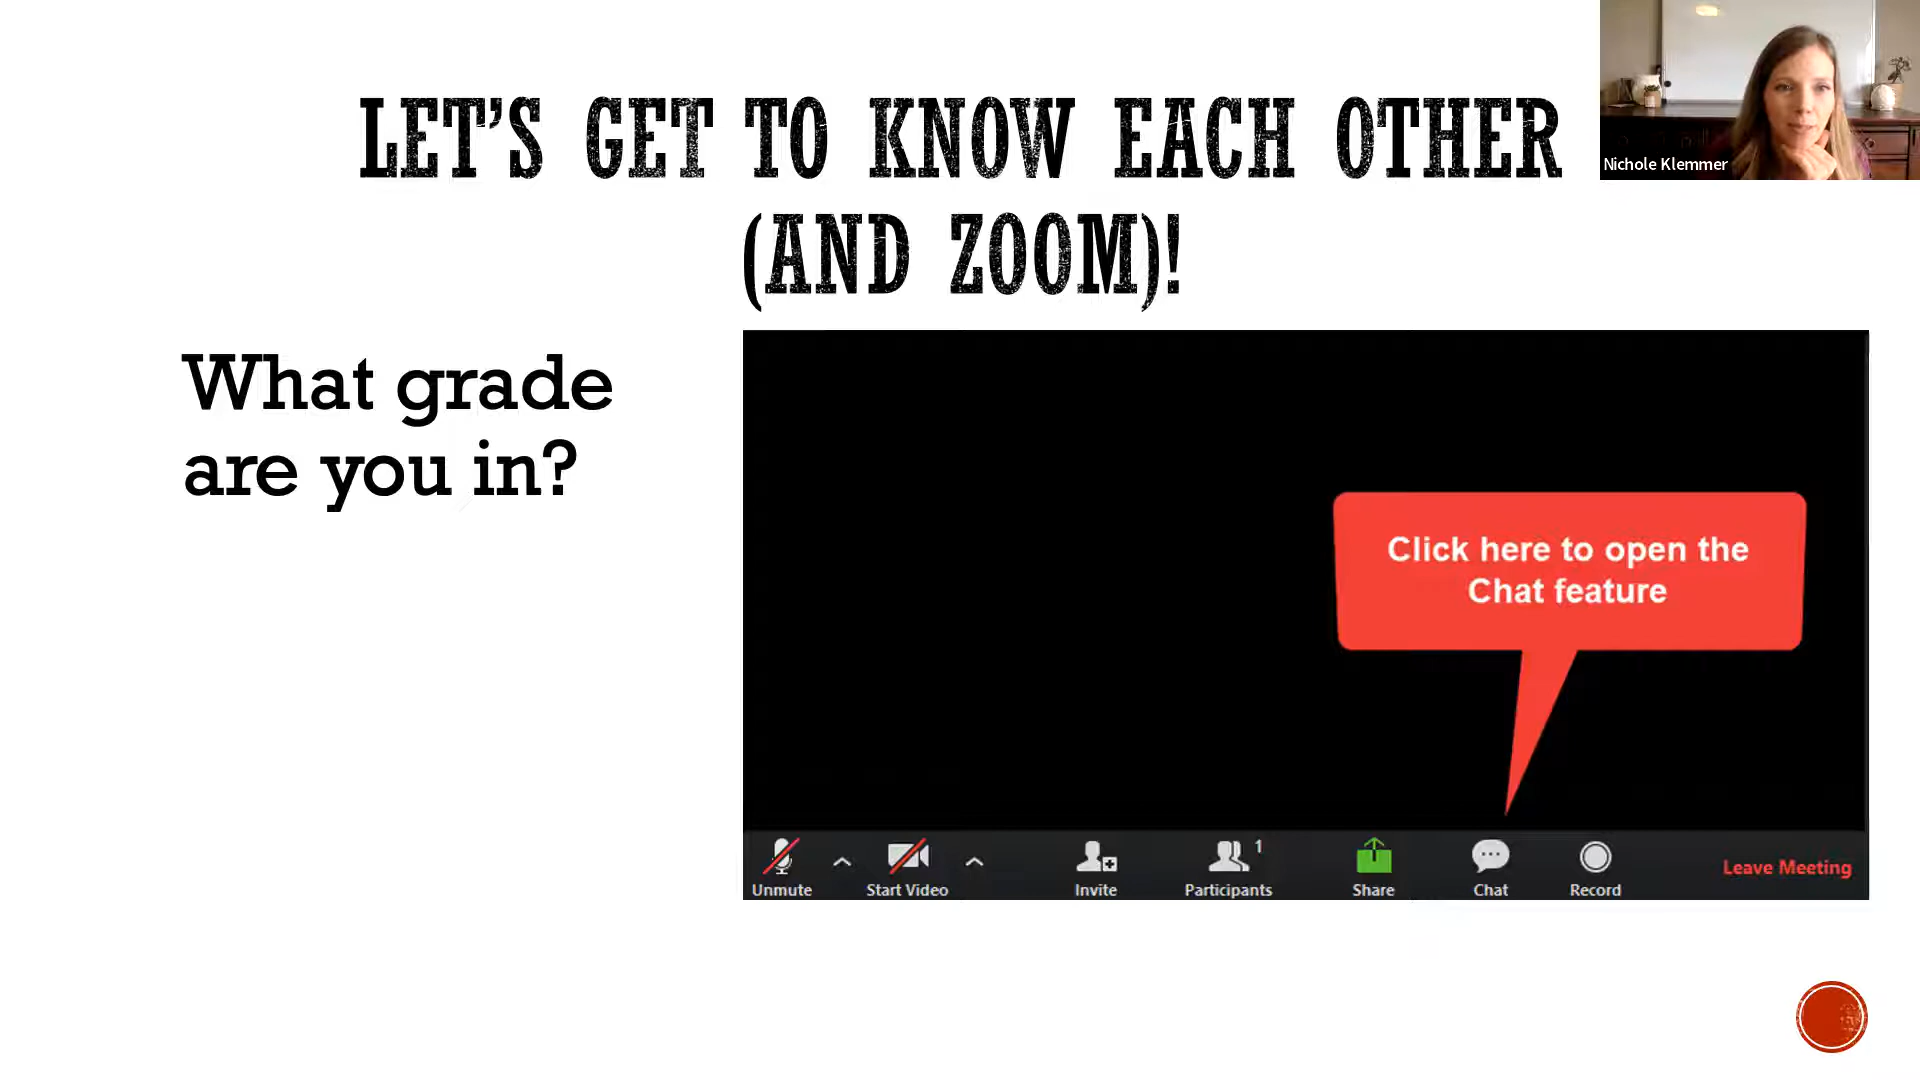 LET’S GET TO KNOW EACH OTHER
(AND ZOOM)!
Nichole Klemmer
What grade
are you in?
Click here to open the
Chat feature
Unmute
Start Video
Invite
Participants
1
Share
Chat
Record
Leave Meeting